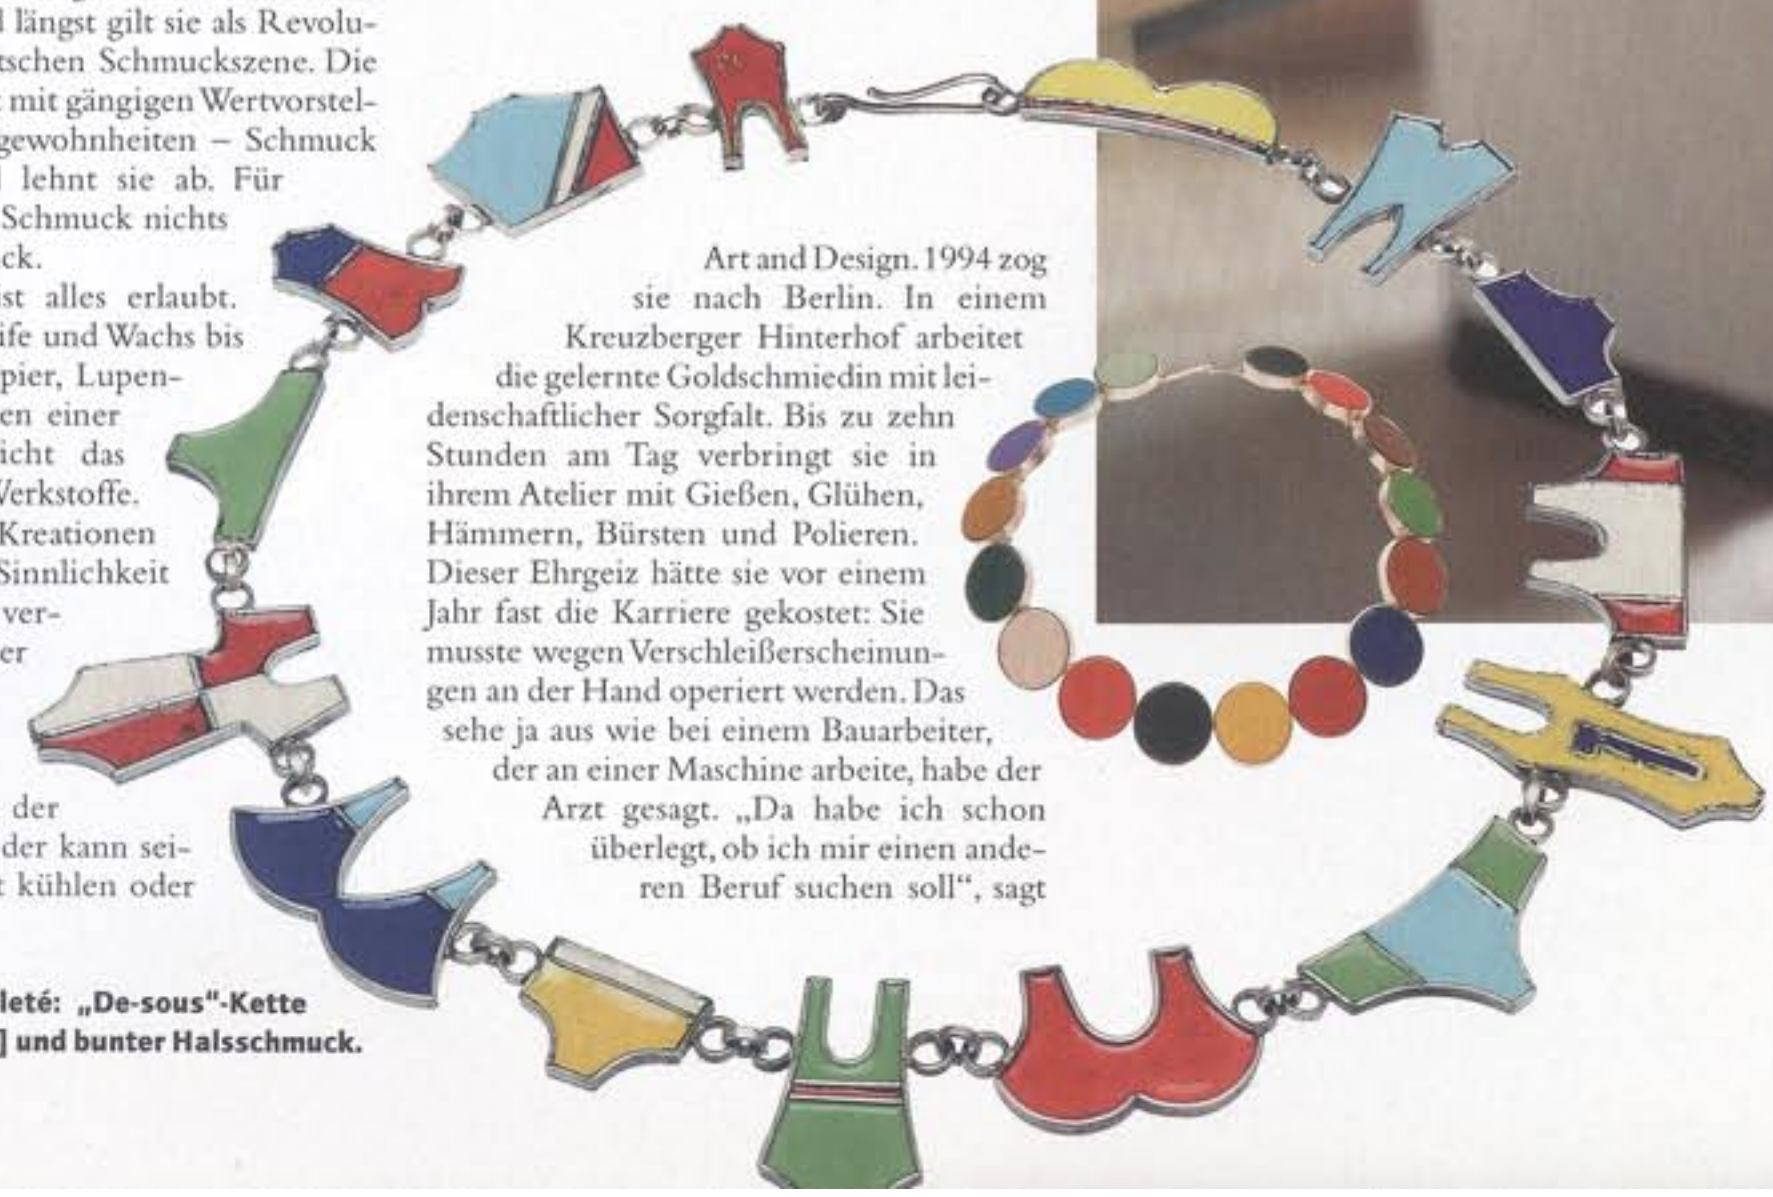 längst gilt sie als Revolu-
tschen Schmuckszene. Die
mit gängigen Wertvorstel-
gewohnheiten – Schmuck
lehnt sie ab. Für
Schmuck nichts
ck.
ist alles erlaubt.
ife und Wachs bis
pier, Lupen-
en einer
icht das
Werkstoffe.
Kreationen
Sinnlichkeit
ver-
er
der
der kann sei-
t kühlen oder
leté: „De-sous“-Kette
] und bunter Halsschmuck.
Art and Design. 1994 zog
sie nach Berlin. In einem
Kreuzberger Hinterhof arbeitet
die gelernte Goldschmiedin mit lei-
denschaftlicher Sorgfalt. Bis zu zehn
Stunden am Tag verbringt sie in
ihrem Atelier mit Gießen, Glühen,
Hämmern, Bürsten und Polieren.
Dieser Ehrgeiz hätte sie vor einem
Jahr fast die Karriere gekostet: Sie
musste wegen Verschleißerscheinun-
gen an der Hand operiert werden. Das
sehe ja aus wie bei einem Bauarbeiter,
der an einer Maschine arbeite, habe der
Arzt gesagt. „Da habe ich schon
überlegt, ob ich mir einen ande-
ren Beruf suchen soll“, sagt